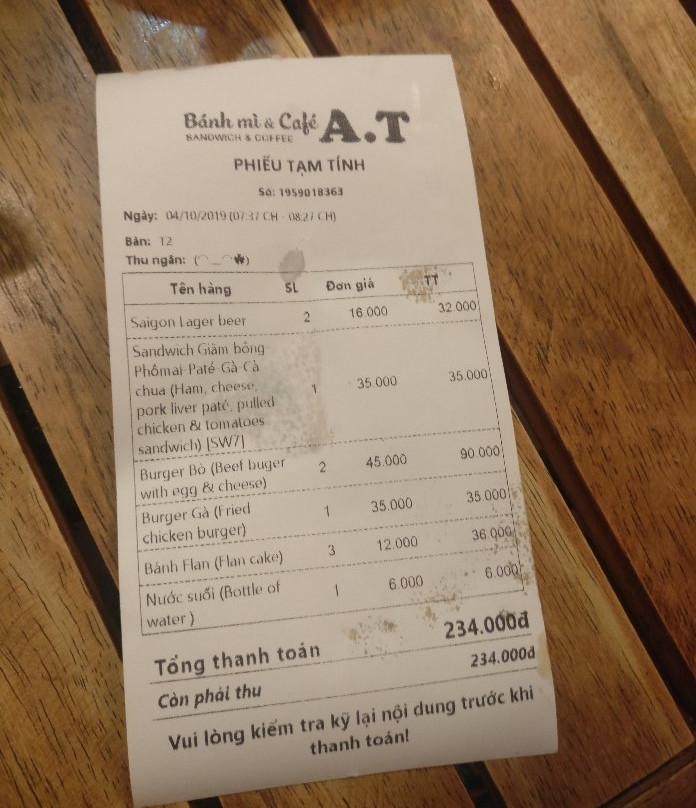 Bánh mì & Café A.T
SANDWICH & COFFEE
PHIẾU TẠM TÍNH
Số: 1959018363
Ngày: 04/10/2019 (07:37 CH - 08:27 CH)
Bàn: T2
Thu ngân: (◠‿◠✿)
Tên hàng SL Đơn giá TT
Saigon Lager beer 2 16.000 32.000
Sandwich Giăm bông-
Phômai-Paté-Gà-Cà
chua (Ham, cheese,
pork liver paté, pulled
chicken & tomatoes
sandwich) [SW7] 1 35.000 35.000
Burger Bò (Beef buger
with egg & cheese) 2 45.000 90.000
Burger Gà (Fried
chicken burger) 1 35.000 35.000
Bánh Flan (Flan cake) 3 12.000 36.000
Nước suối (Bottle of
water ) 1 6.000 6.000
Tổng thanh toán 234.000đ
Còn phải thu 234.000đ
Vui lòng kiểm tra kỹ lại nội dung trước khi
thanh toán!